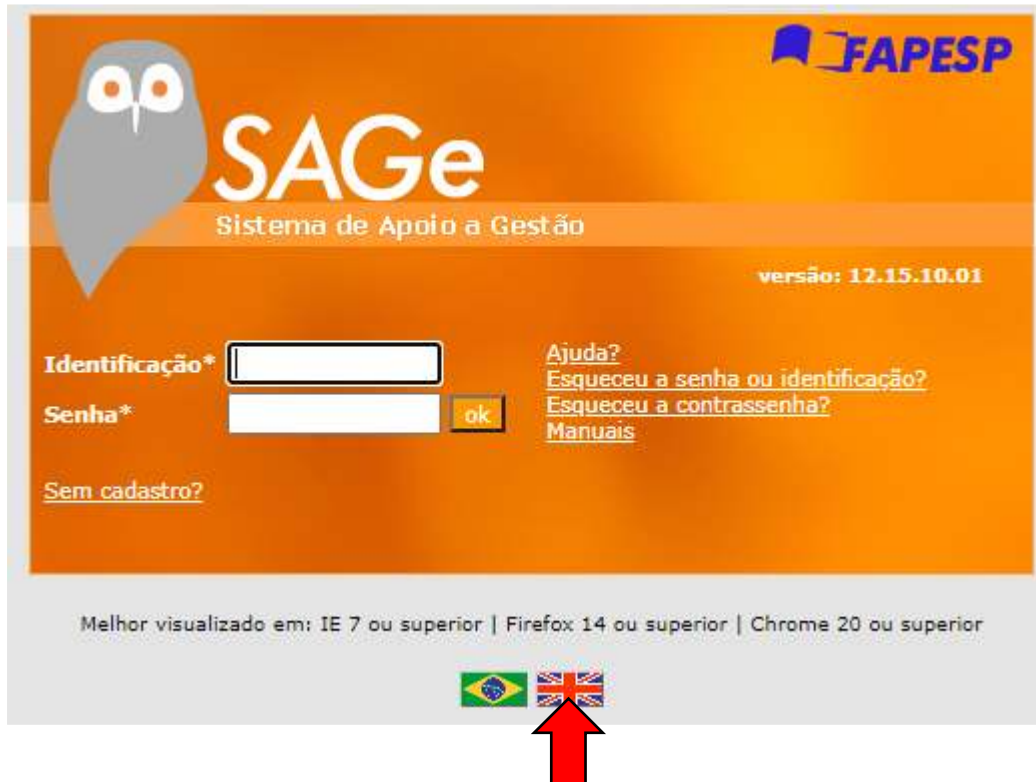 FAPESP
SAGe
Sistema de Apoio a Gestão
versão: 12.15.10.01
Identificação*
Senha*
ok
Ajuda?
Esqueceu a senha ou identificação?
Esqueceu a contrassenha?
Manuais
Sem cadastro?
Melhor visualizado em: IE 7 ou superior | Firefox 14 ou superior | Chrome 20 ou superior